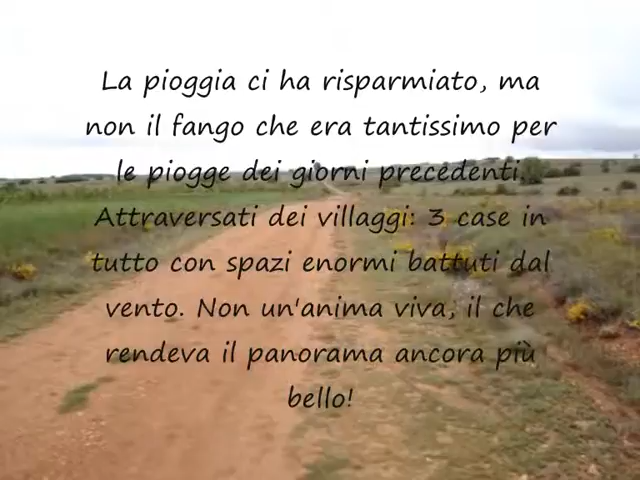 La pioggia ci ha risparmiato, ma
non il fango che era tantissimo per
le piogge dei giorni precedenti.
Attraversati dei villaggi: 3 case in
tutto con spazi enormi battuti dal
vento. Non un'anima viva, il che
rendeva il panorama ancora più
bello!